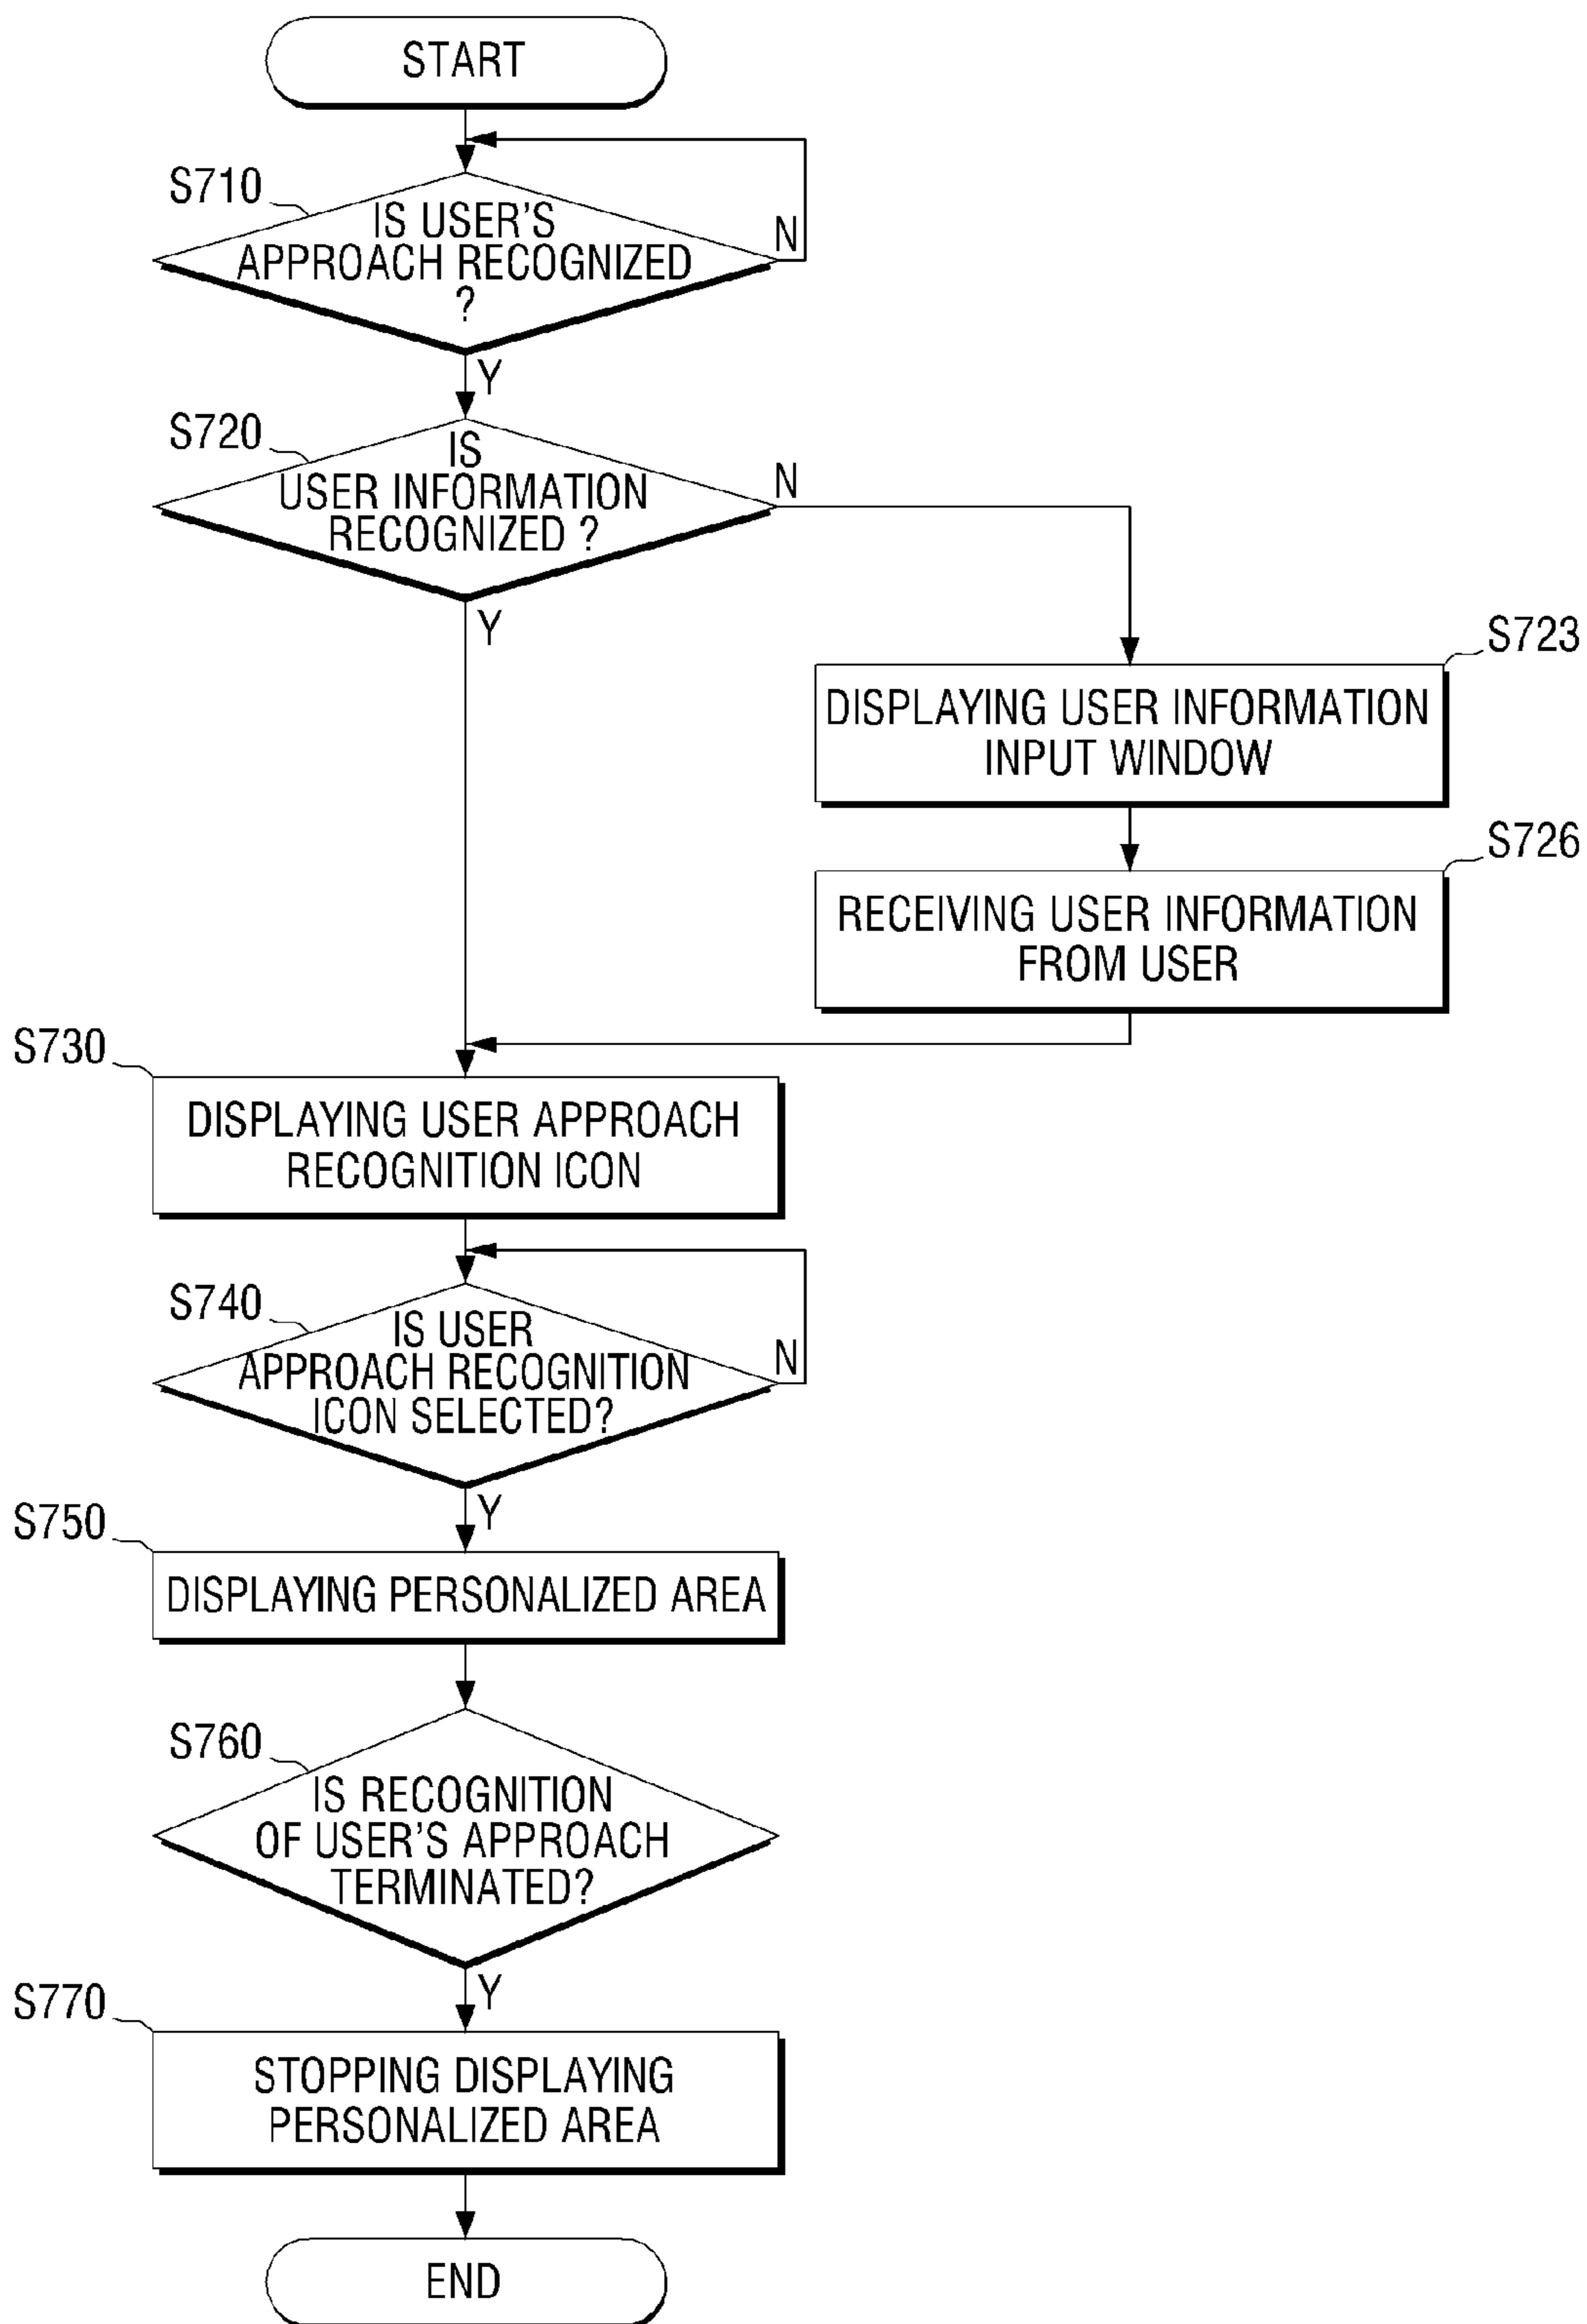 START
S710
IS USER'S
APPROACH RECOGNIZED
?
N
Y
S720
IS
USER INFORMATION
RECOGNIZED ?
N
Y
S723
DISPLAYING USER INFORMATION
INPUT WINDOW
S726
RECEIVING USER INFORMATION
FROM USER
S730
DISPLAYING USER APPROACH
RECOGNITION ICON
S740
IS USER
APPROACH RECOGNITION
ICON SELECTED?
N
Y
S750
DISPLAYING PERSONALIZED AREA
S760
IS RECOGNITION
OF USER'S APPROACH
TERMINATED?
Y
S770
STOPPING DISPLAYING
PERSONALIZED AREA
END